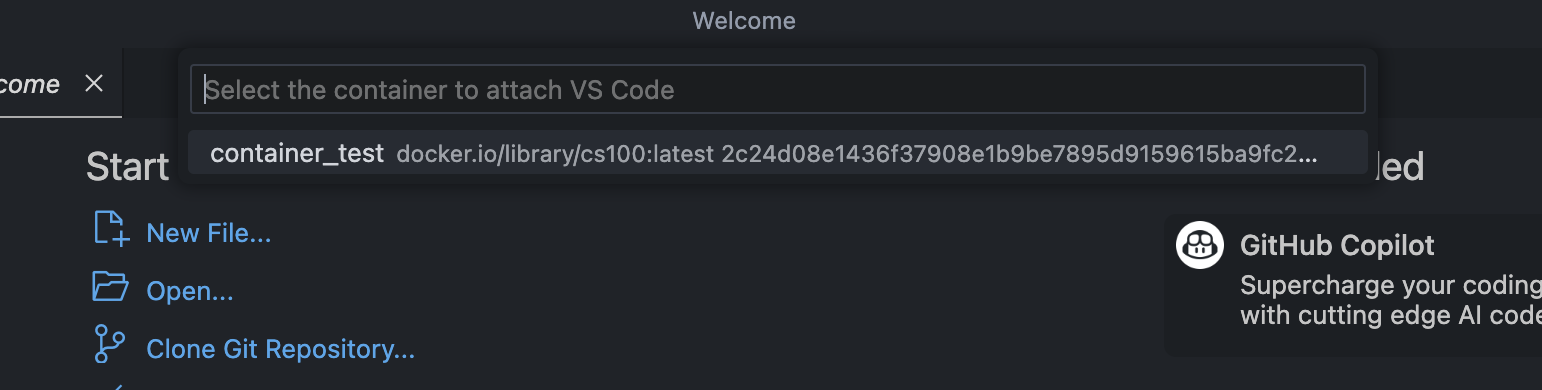 Welcome
come
Select the container to attach VS Code
container_test docker.io/library/cs100:latest 2c24d08e1436f37908e1b9be7895d9159615ba9fc2...
Start
led
New File...
GitHub Copilot
Open...
Supercharge your coding
with cutting edge AI code
Clone Git Repository...